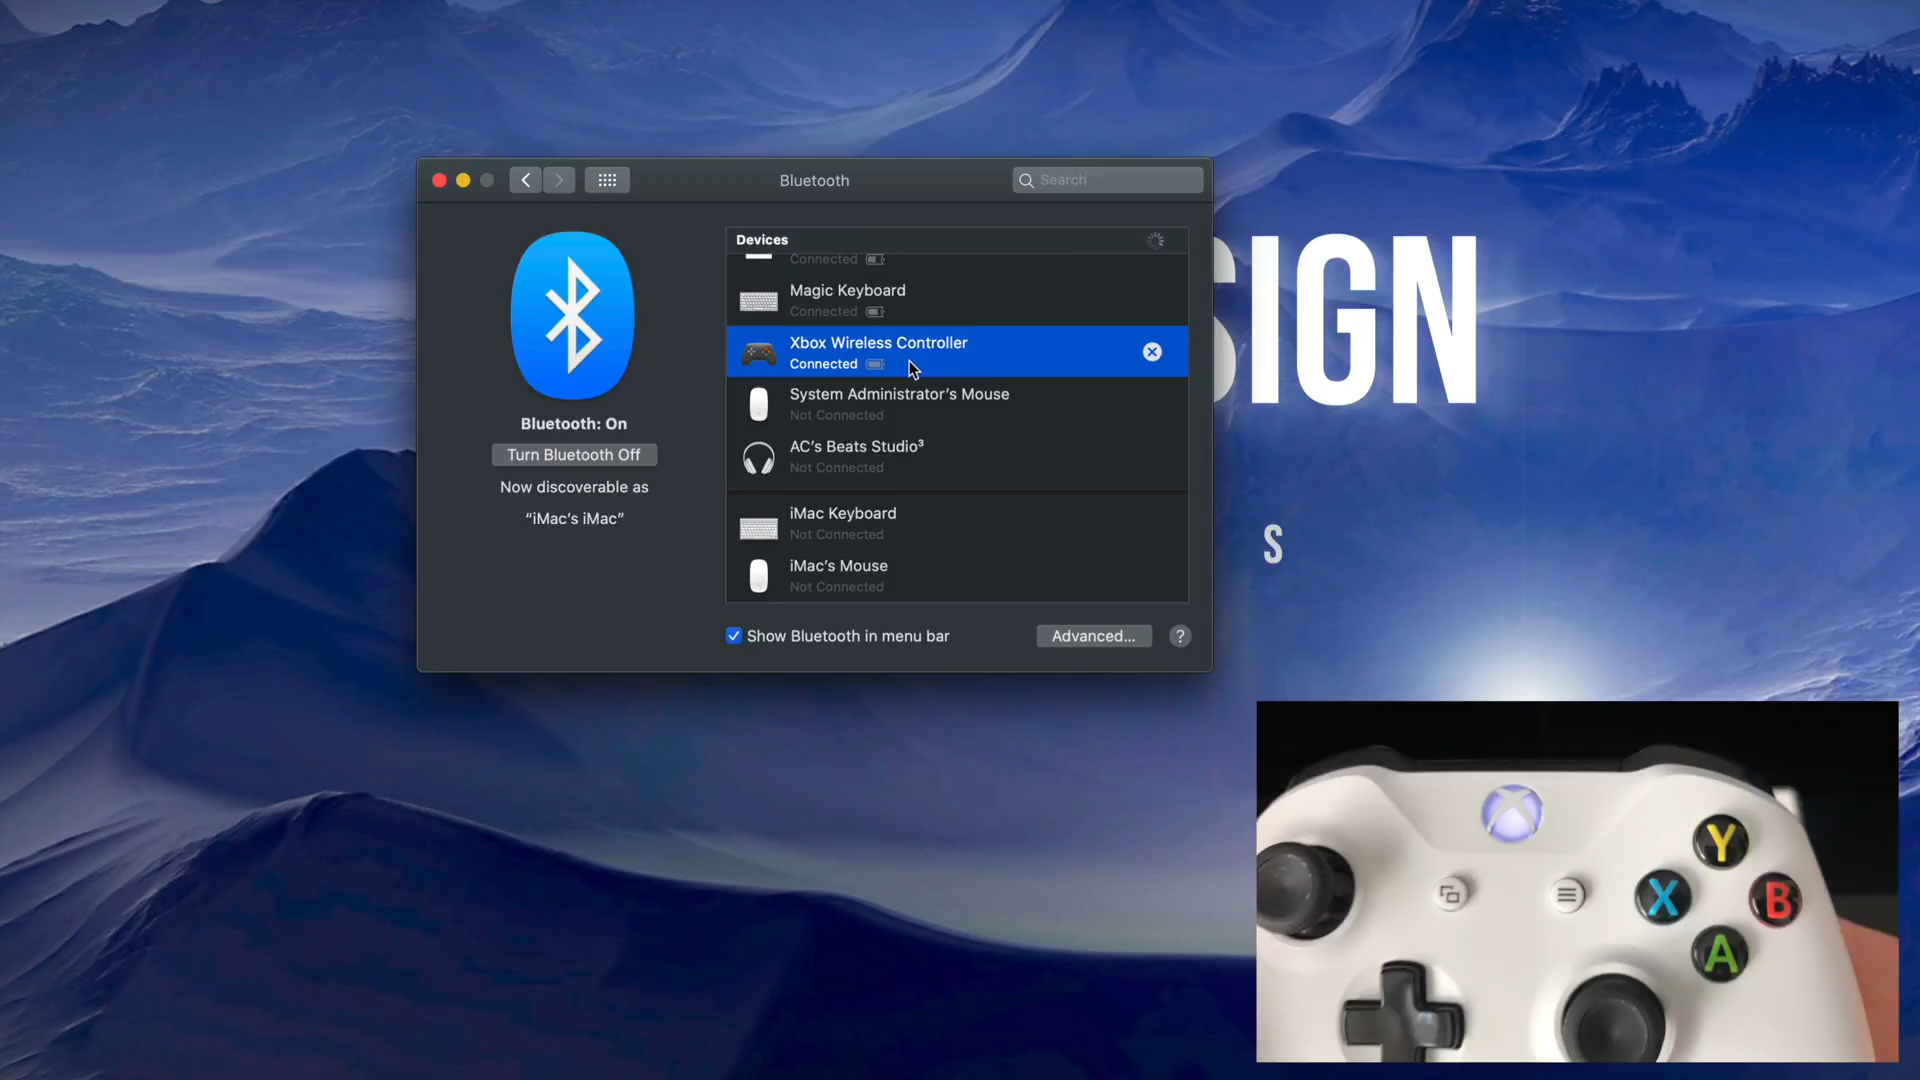 Bluetooth
Search
Devices
Connected
Magic Keyboard
Connected
Xbox Wireless Controller
Connected
System Administrator's Mouse
Not Connected
AC's Beats Studio³
Not Connected
iMac Keyboard
Not Connected
iMac's Mouse
Not Connected
Bluetooth: On
Turn Bluetooth Off
Now discoverable as
“iMac's iMac”
Show Bluetooth in menu bar
Advanced...
?
SIGN
S
Y
X
B
A